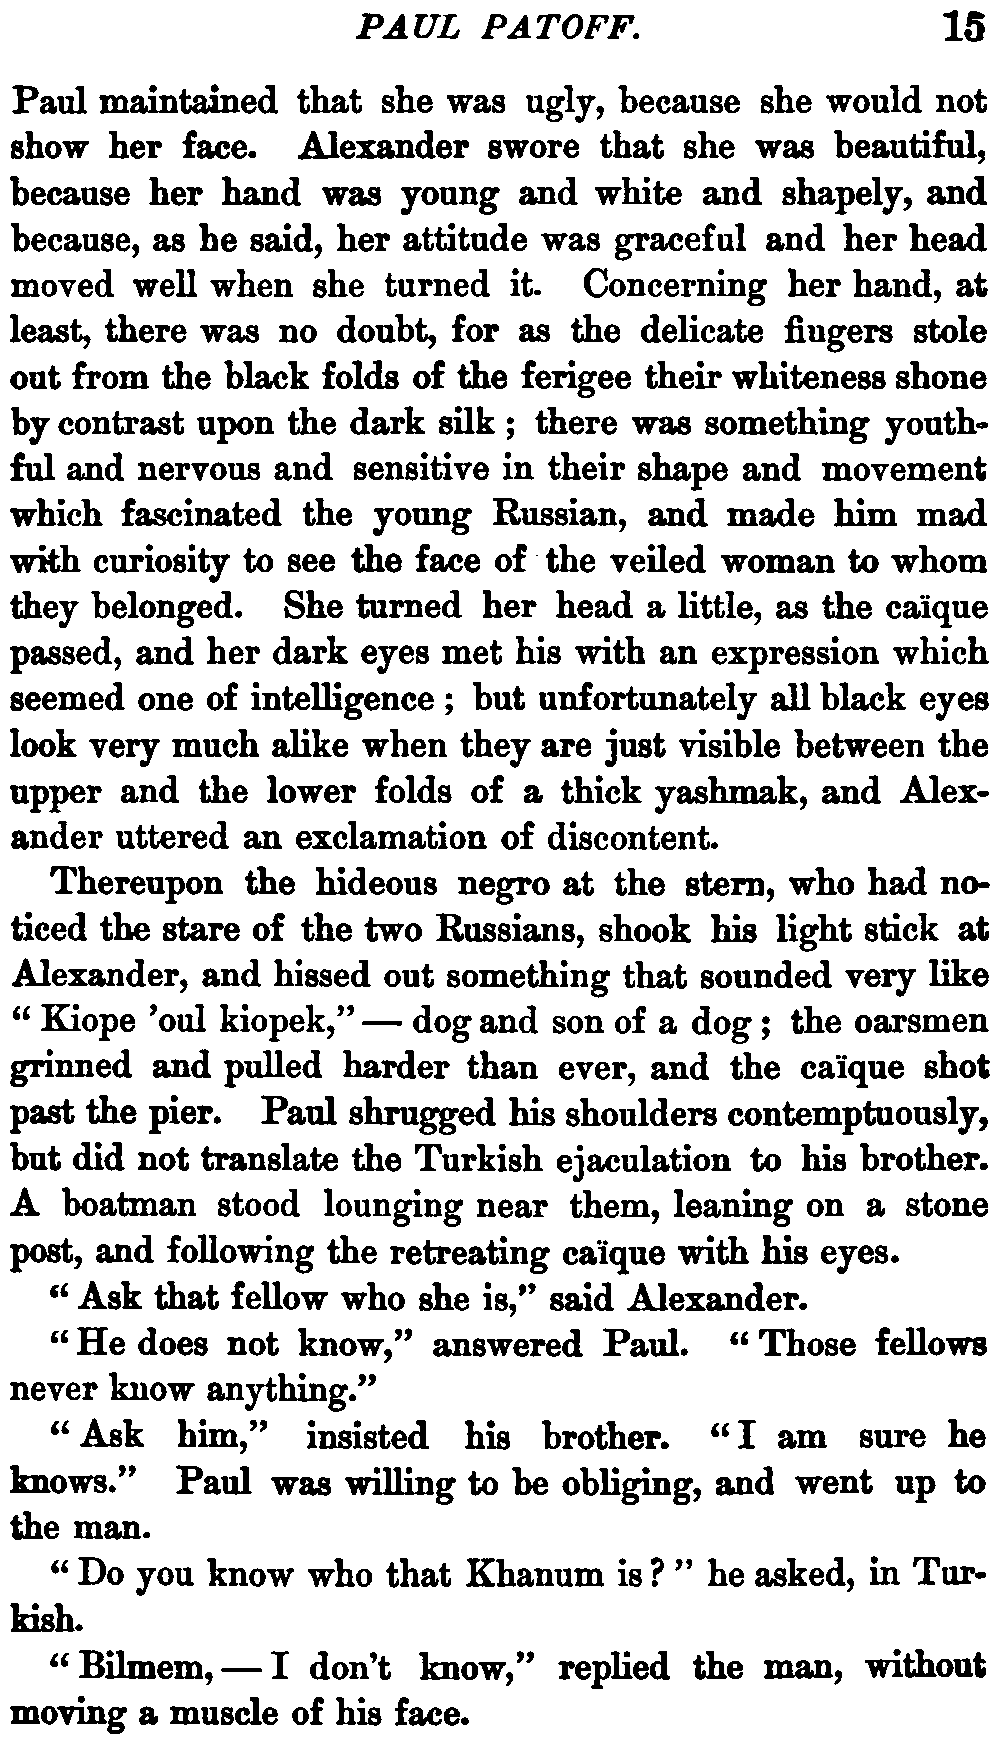 PAUL PATOFF. 15
Paul maintained that she was ugly, because she would not
show her face. Alexander swore that she was beautiful,
because her hand was young and white and shapely, and
because, as he said, her attitude was graceful and her head
moved well when she turned it. Concerning her hand, at
least, there was no doubt, for as the delicate fingers stole
out from the black folds of the ferigee their whiteness shone
by contrast upon the dark silk ; there was something youth-
ful and nervous and sensitive in their shape and movement
which fascinated the young Russian, and made him mad
with curiosity to see the face of the veiled woman to whom
they belonged. She turned her head a little, as the caïque
passed, and her dark eyes met his with an expression which
seemed one of intelligence ; but unfortunately all black eyes
look very much alike when they are just visible between the
upper and the lower folds of a thick yashmak, and Alex-
ander uttered an exclamation of discontent.
Thereupon the hideous negro at the stern, who had no-
ticed the stare of the two Russians, shook his light stick at
Alexander, and hissed out something that sounded very like
“ Kiope ’oul kiopek,” — dog and son of a dog ; the oarsmen
grinned and pulled harder than ever, and the caïque shot
past the pier. Paul shrugged his shoulders contemptuously,
but did not translate the Turkish ejaculation to his brother.
A boatman stood lounging near them, leaning on a stone
post, and following the retreating caïque with his eyes.
“ Ask that fellow who she is,” said Alexander.
“ He does not know,” answered Paul. “ Those fellows
never know anything.”
“ Ask him,” insisted his brother. “ I am sure he
knows.” Paul was willing to be obliging, and went up to
the man.
“ Do you know who that Khanum is ? ” he asked, in Tur-
kish.
“ Bilmem, — I don’t know,” replied the man, without
moving a muscle of his face.